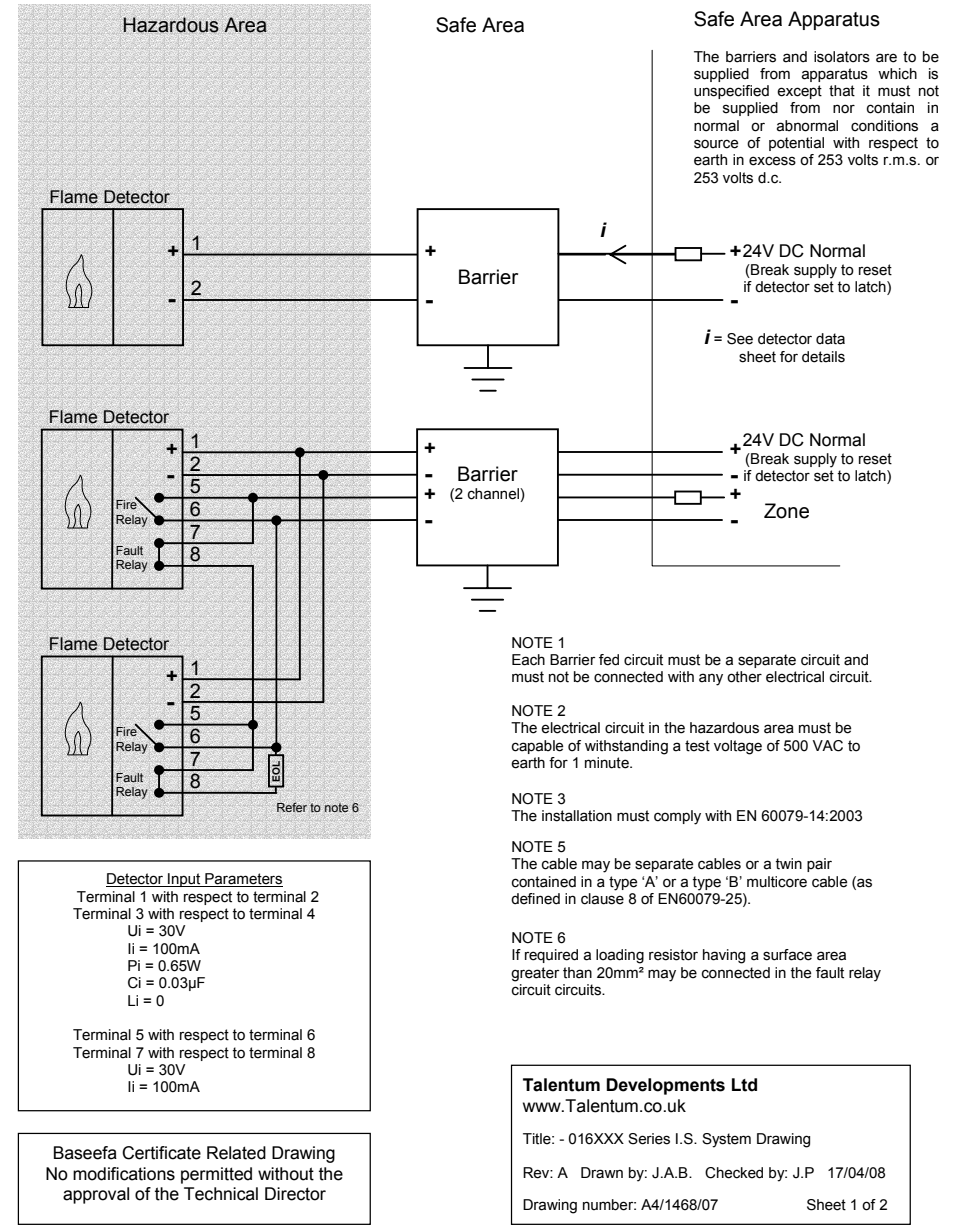 Hazardous Area
Safe Area
Safe Area Apparatus
The barriers and isolators are to be
supplied from apparatus which is
unspecified except that it must not
be supplied from nor contain in
normal or abnormal conditions a
source of potential with respect to
earth in excess of 253 volts r.m.s. or
253 volts d.c.
Flame Detector
+ 1
- 2
+
-
Barrier
i
+ 24V DC Normal
(Break supply to reset
if detector set to latch)
-
i = See detector data
sheet for details
Flame Detector
+ 1
- 2
5
Fire
Relay
6
7
Fault
Relay
8
+
-
+
-
Barrier
(2 channel)
+ 24V DC Normal
(Break supply to reset
- if detector set to latch)
+
-
Zone
Flame Detector
+ 1
- 2
5
Fire
Relay
6
7
Fault
Relay
8
EOL
Refer to note 6
NOTE 1
Each Barrier fed circuit must be a separate circuit and
must not be connected with any other electrical circuit.
NOTE 2
The electrical circuit in the hazardous area must be
capable of withstanding a test voltage of 500 VAC to
earth for 1 minute.
NOTE 3
The installation must comply with EN 60079-14:2003
NOTE 5
The cable may be separate cables or a twin pair
contained in a type ‘A’ or a type ‘B’ multicore cable (as
defined in clause 8 of EN60079-25).
NOTE 6
If required a loading resistor having a surface area
greater than 20mm² may be connected in the fault relay
circuit circuits.
Detector Input Parameters
Terminal 1 with respect to terminal 2
Terminal 3 with respect to terminal 4
Ui = 30V
Ii = 100mA
Pi = 0.65W
Ci = 0.03µF
Li = 0
Terminal 5 with respect to terminal 6
Terminal 7 with respect to terminal 8
Ui = 30V
Ii = 100mA
Baseefa Certificate Related Drawing
No modifications permitted without the
approval of the Technical Director
Talentum Developments Ltd
www.Talentum.co.uk
Title: - 016XXX Series I.S. System Drawing
Rev: A Drawn by: J.A.B. Checked by: J.P 17/04/08
Drawing number: A4/1468/07 Sheet 1 of 2